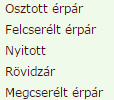 Osztott érpár
Felcserélt érpár
Nyitott
Rövidzár
Megcserélt érpár